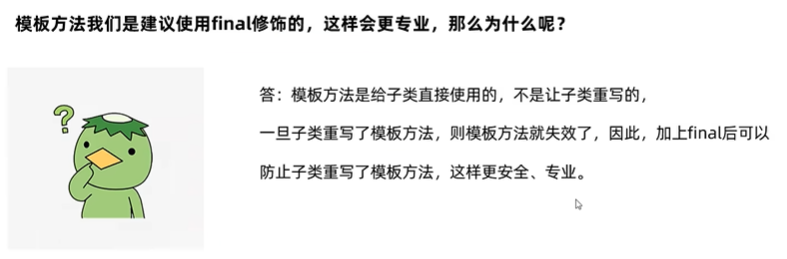 模板方法我们是建议使用final修饰的，这样会更专业，那么为什么呢？
?
答：模板方法是给子类直接使用的，不是让子类重写的，
一旦子类重写了模板方法，则模板方法就失效了，因此，加上final后可以
防止子类重写了模板方法，这样更安全、专业。